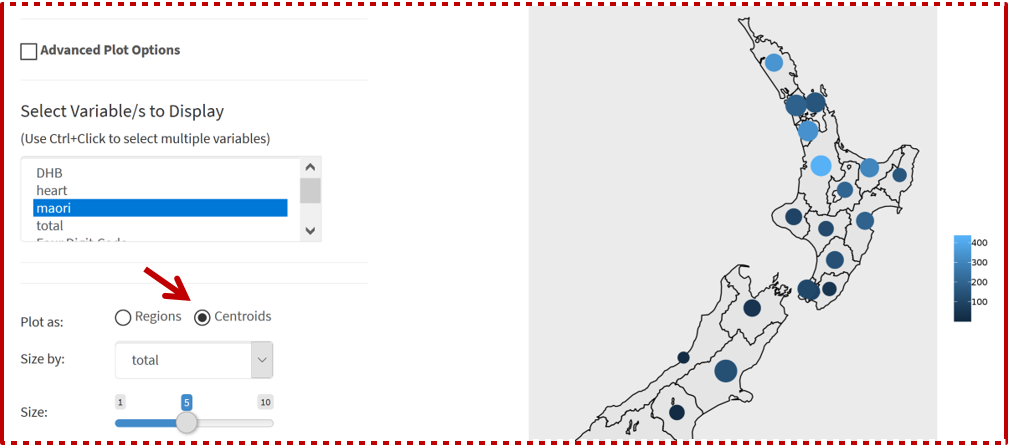 Advanced Plot Options
Select Variable/s to Display
(Use Ctrl+Click to select multiple variables)
DHB
heart
maori
total
Plot as:
Regions
Centroids
Size by:
total
1
5
10
Size:
400
300
200
100